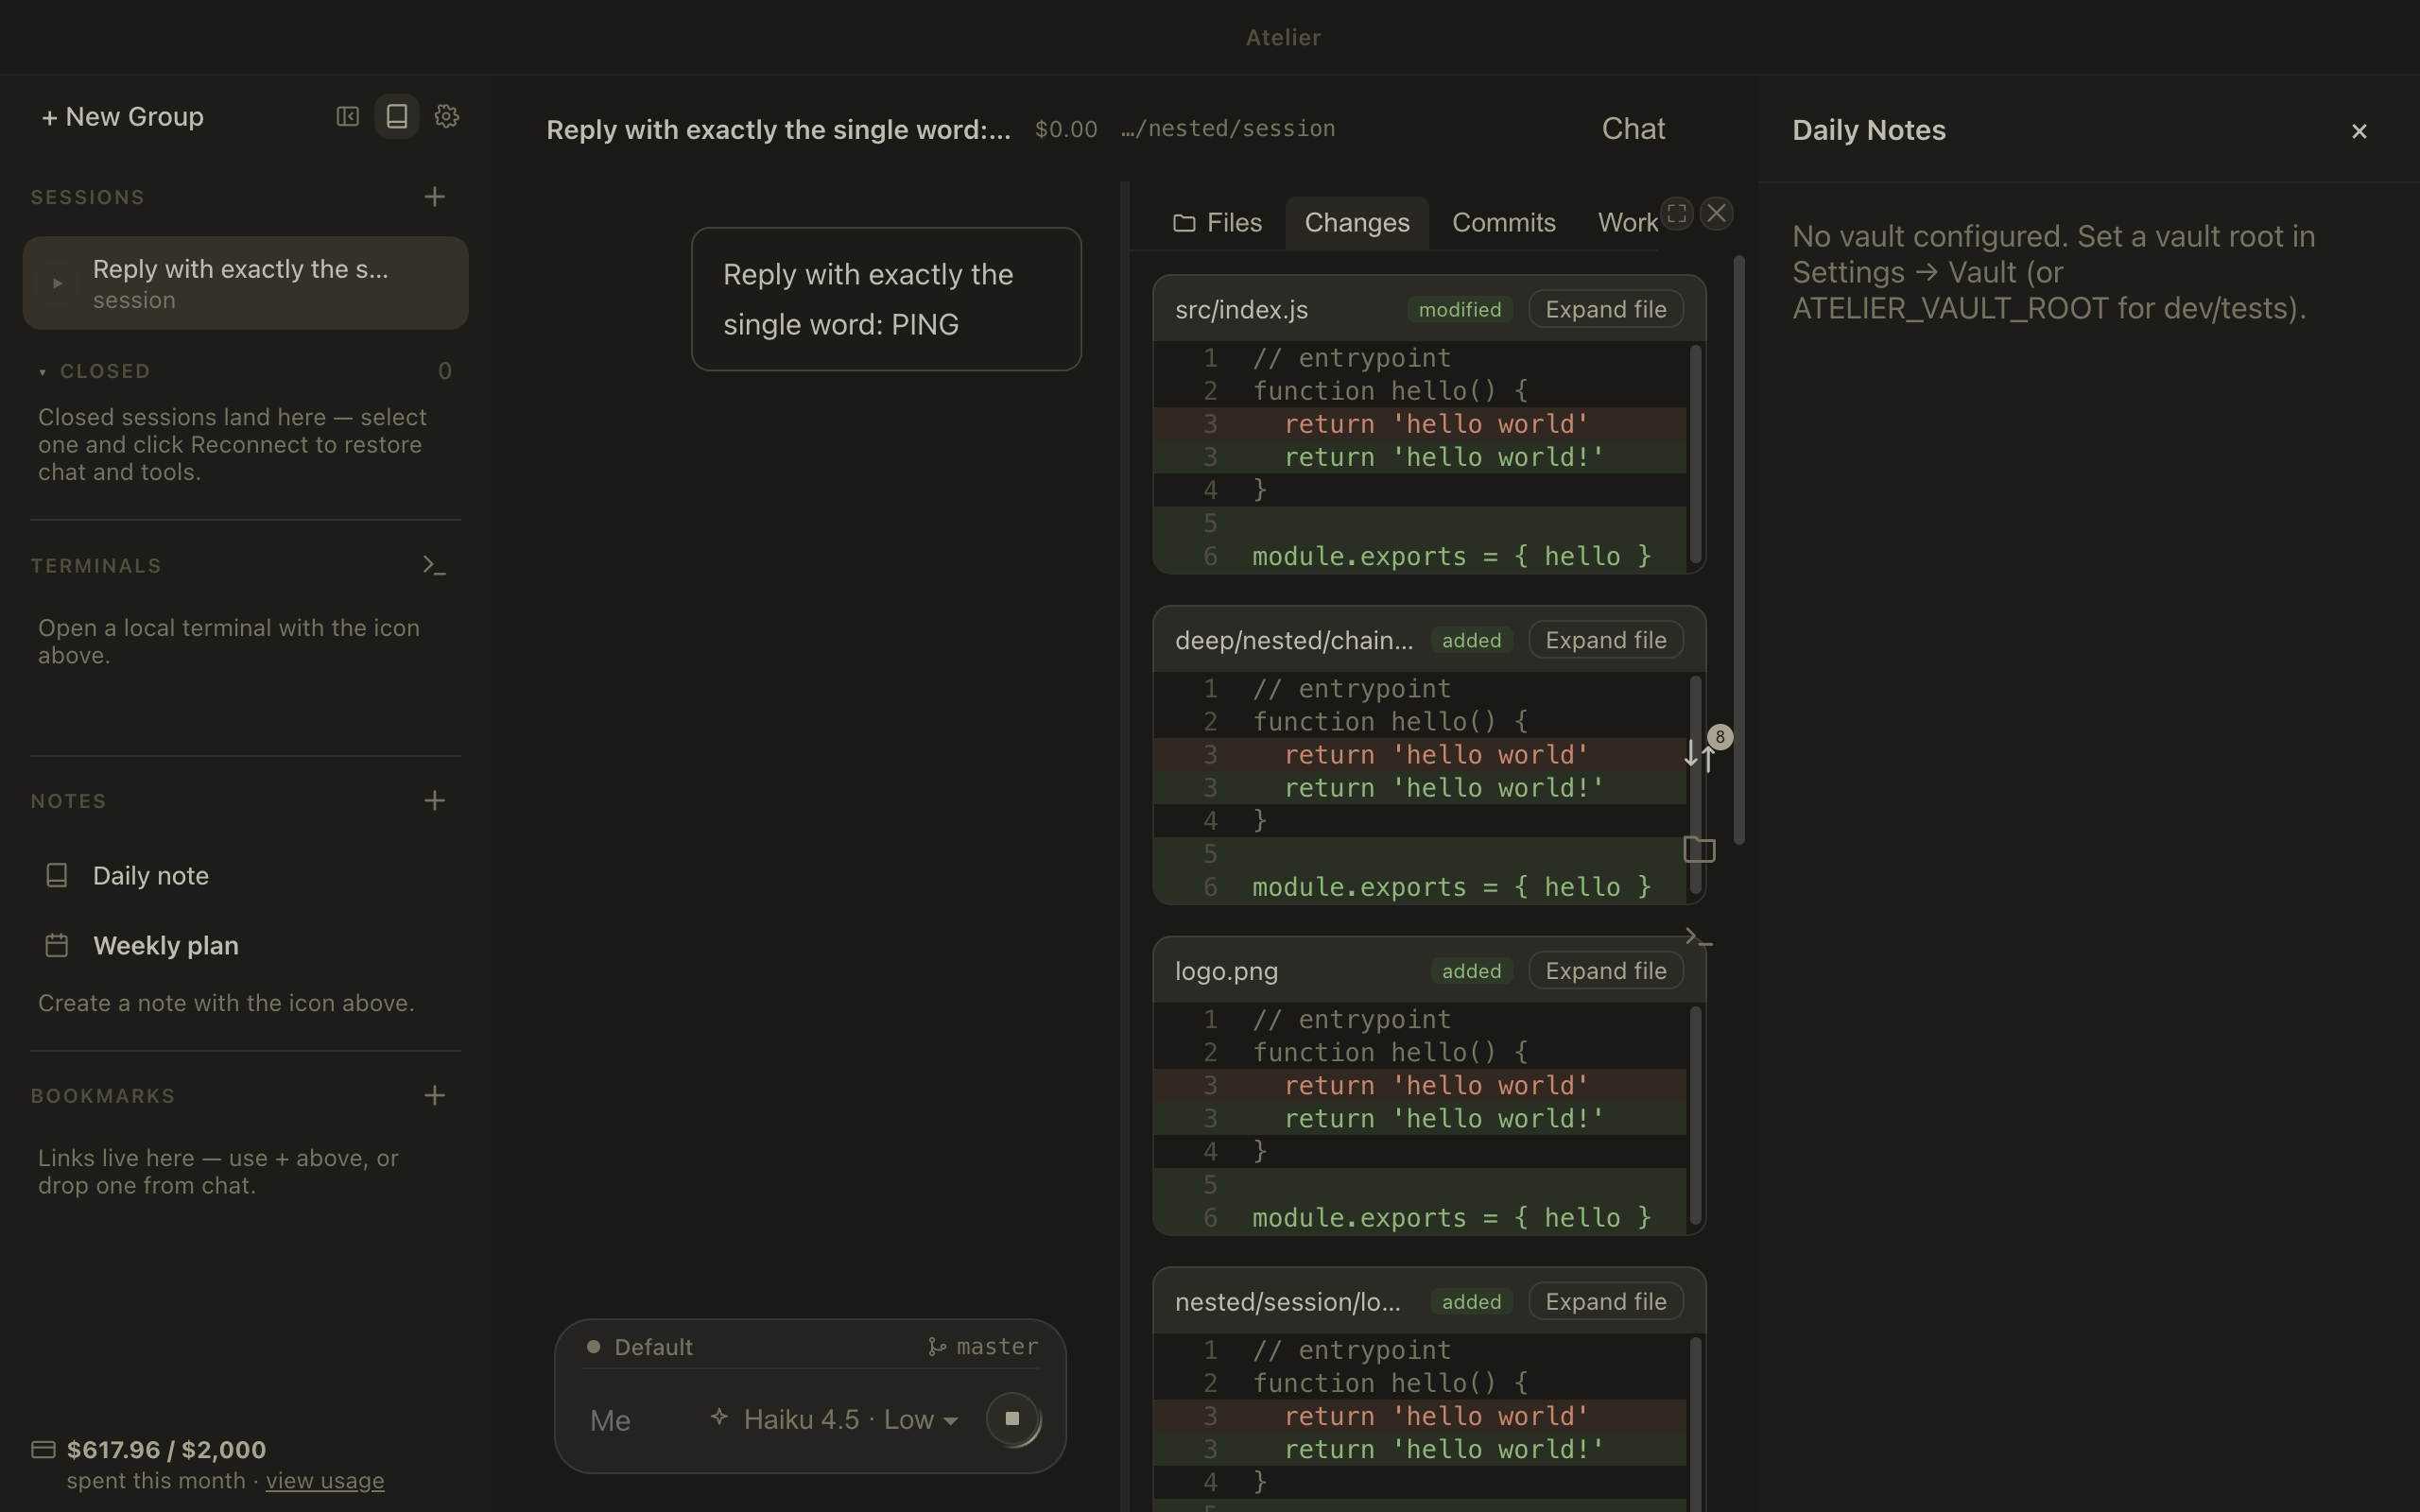 Atelier
+ New Group
SESSIONS
Reply with exactly the s...
session
CLOSED 0
Closed sessions land here — select
one and click Reconnect to restore
chat and tools.
TERMINALS
Open a local terminal with the icon
above.
NOTES
Daily note
Weekly plan
Create a note with the icon above.
BOOKMARKS
Links live here — use + above, or
drop one from chat.
$617.96 / $2,000
spent this month · view usage
Reply with exactly the single word:... $0.00 …/nested/session Chat
Reply with exactly the
single word: PING
Default master
Me Haiku 4.5 · Low
Files Changes Commits Work
src/index.js modified Expand file
1 // entrypoint
2 function hello() {
3 return 'hello world'
3 return 'hello world!'
4 }
5
6 module.exports = { hello }
deep/nested/chain... added Expand file
1 // entrypoint
2 function hello() {
3 return 'hello world'
3 return 'hello world!'
4 }
5
6 module.exports = { hello }
8
logo.png added Expand file
1 // entrypoint
2 function hello() {
3 return 'hello world'
3 return 'hello world!'
4 }
5
6 module.exports = { hello }
nested/session/lo... added Expand file
1 // entrypoint
2 function hello() {
3 return 'hello world'
3 return 'hello world!'
4 }
5
Daily Notes
No vault configured. Set a vault root in
Settings → Vault (or
ATELIER_VAULT_ROOT for dev/tests).